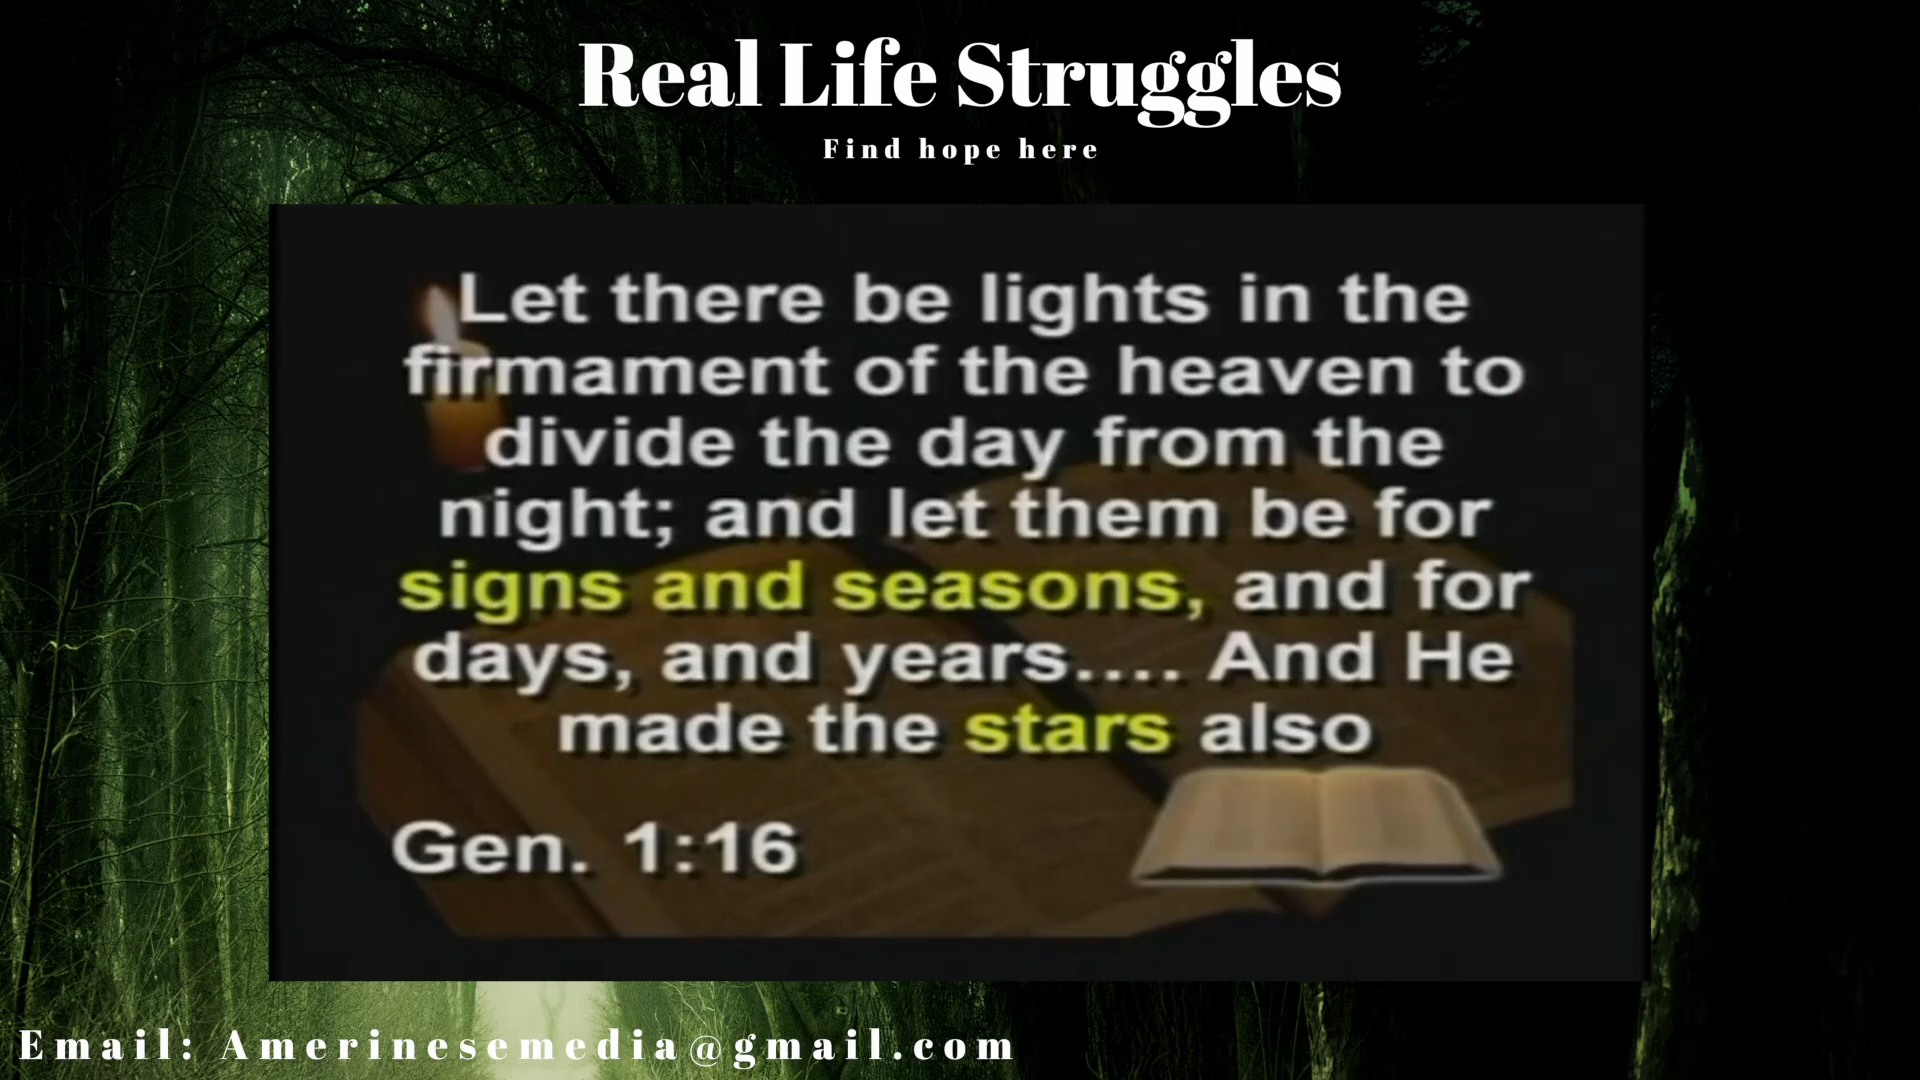 Real Life Struggles
Find hope here
Let there be lights in the
firmament of the heaven to
divide the day from the
night; and let them be for
signs and seasons, and for
days, and years.... And He
made the stars also
Gen. 1:16
Email: Amerinesemedia@gmail.com